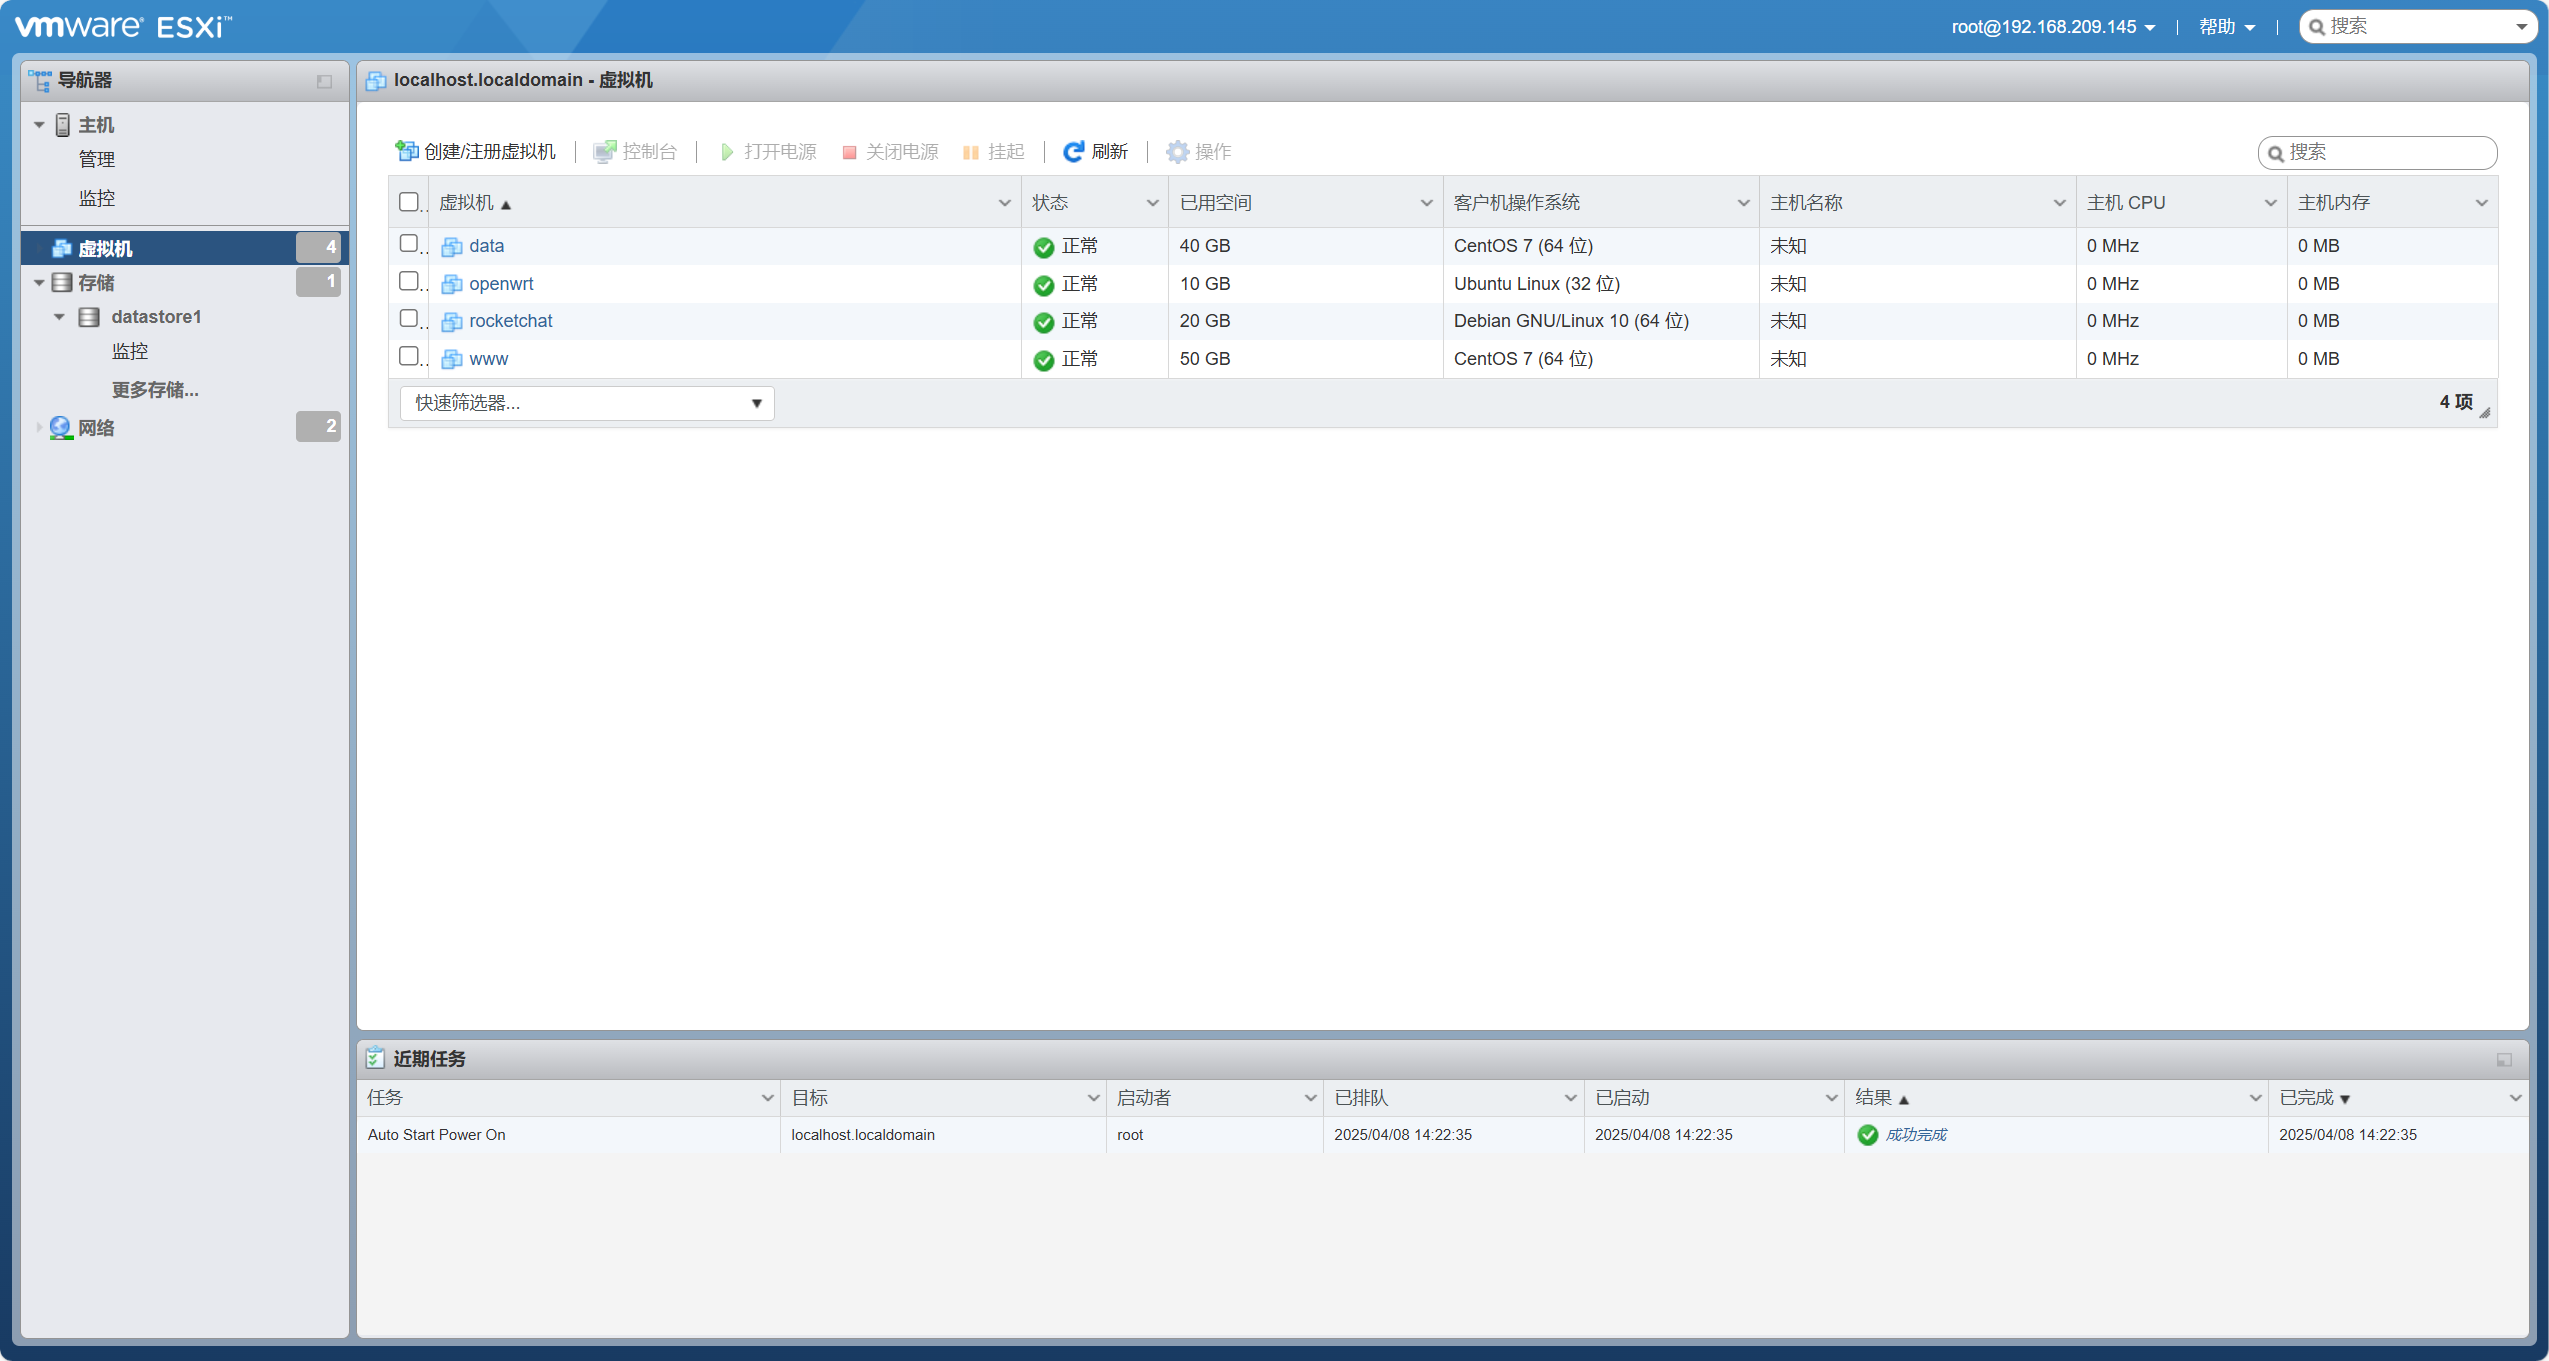 vmware® ESXi™
root@192.168.209.145 | 帮助 | 搜索
导航器
主机
管理
监控
虚拟机 4
存储 1
datastore1
监控
更多存储...
网络 2
localhost.localdomain - 虚拟机
创建/注册虚拟机 | 控制台 | 打开电源 关闭电源 挂起 | 刷新 | 操作
搜索
虚拟机 ▲ 状态 已用空间 客户机操作系统 主机名称 主机 CPU 主机内存
data 正常 40 GB CentOS 7 (64 位) 未知 0 MHz 0 MB
openwrt 正常 10 GB Ubuntu Linux (32 位) 未知 0 MHz 0 MB
rocketchat 正常 20 GB Debian GNU/Linux 10 (64 位) 未知 0 MHz 0 MB
www 正常 50 GB CentOS 7 (64 位) 未知 0 MHz 0 MB
快速筛选器... 4 项
近期任务
任务 目标 启动者 已排队 已启动 结果 ▲ 已完成 ▼
Auto Start Power On localhost.localdomain root 2025/04/08 14:22:35 2025/04/08 14:22:35 成功完成 2025/04/08 14:22:35